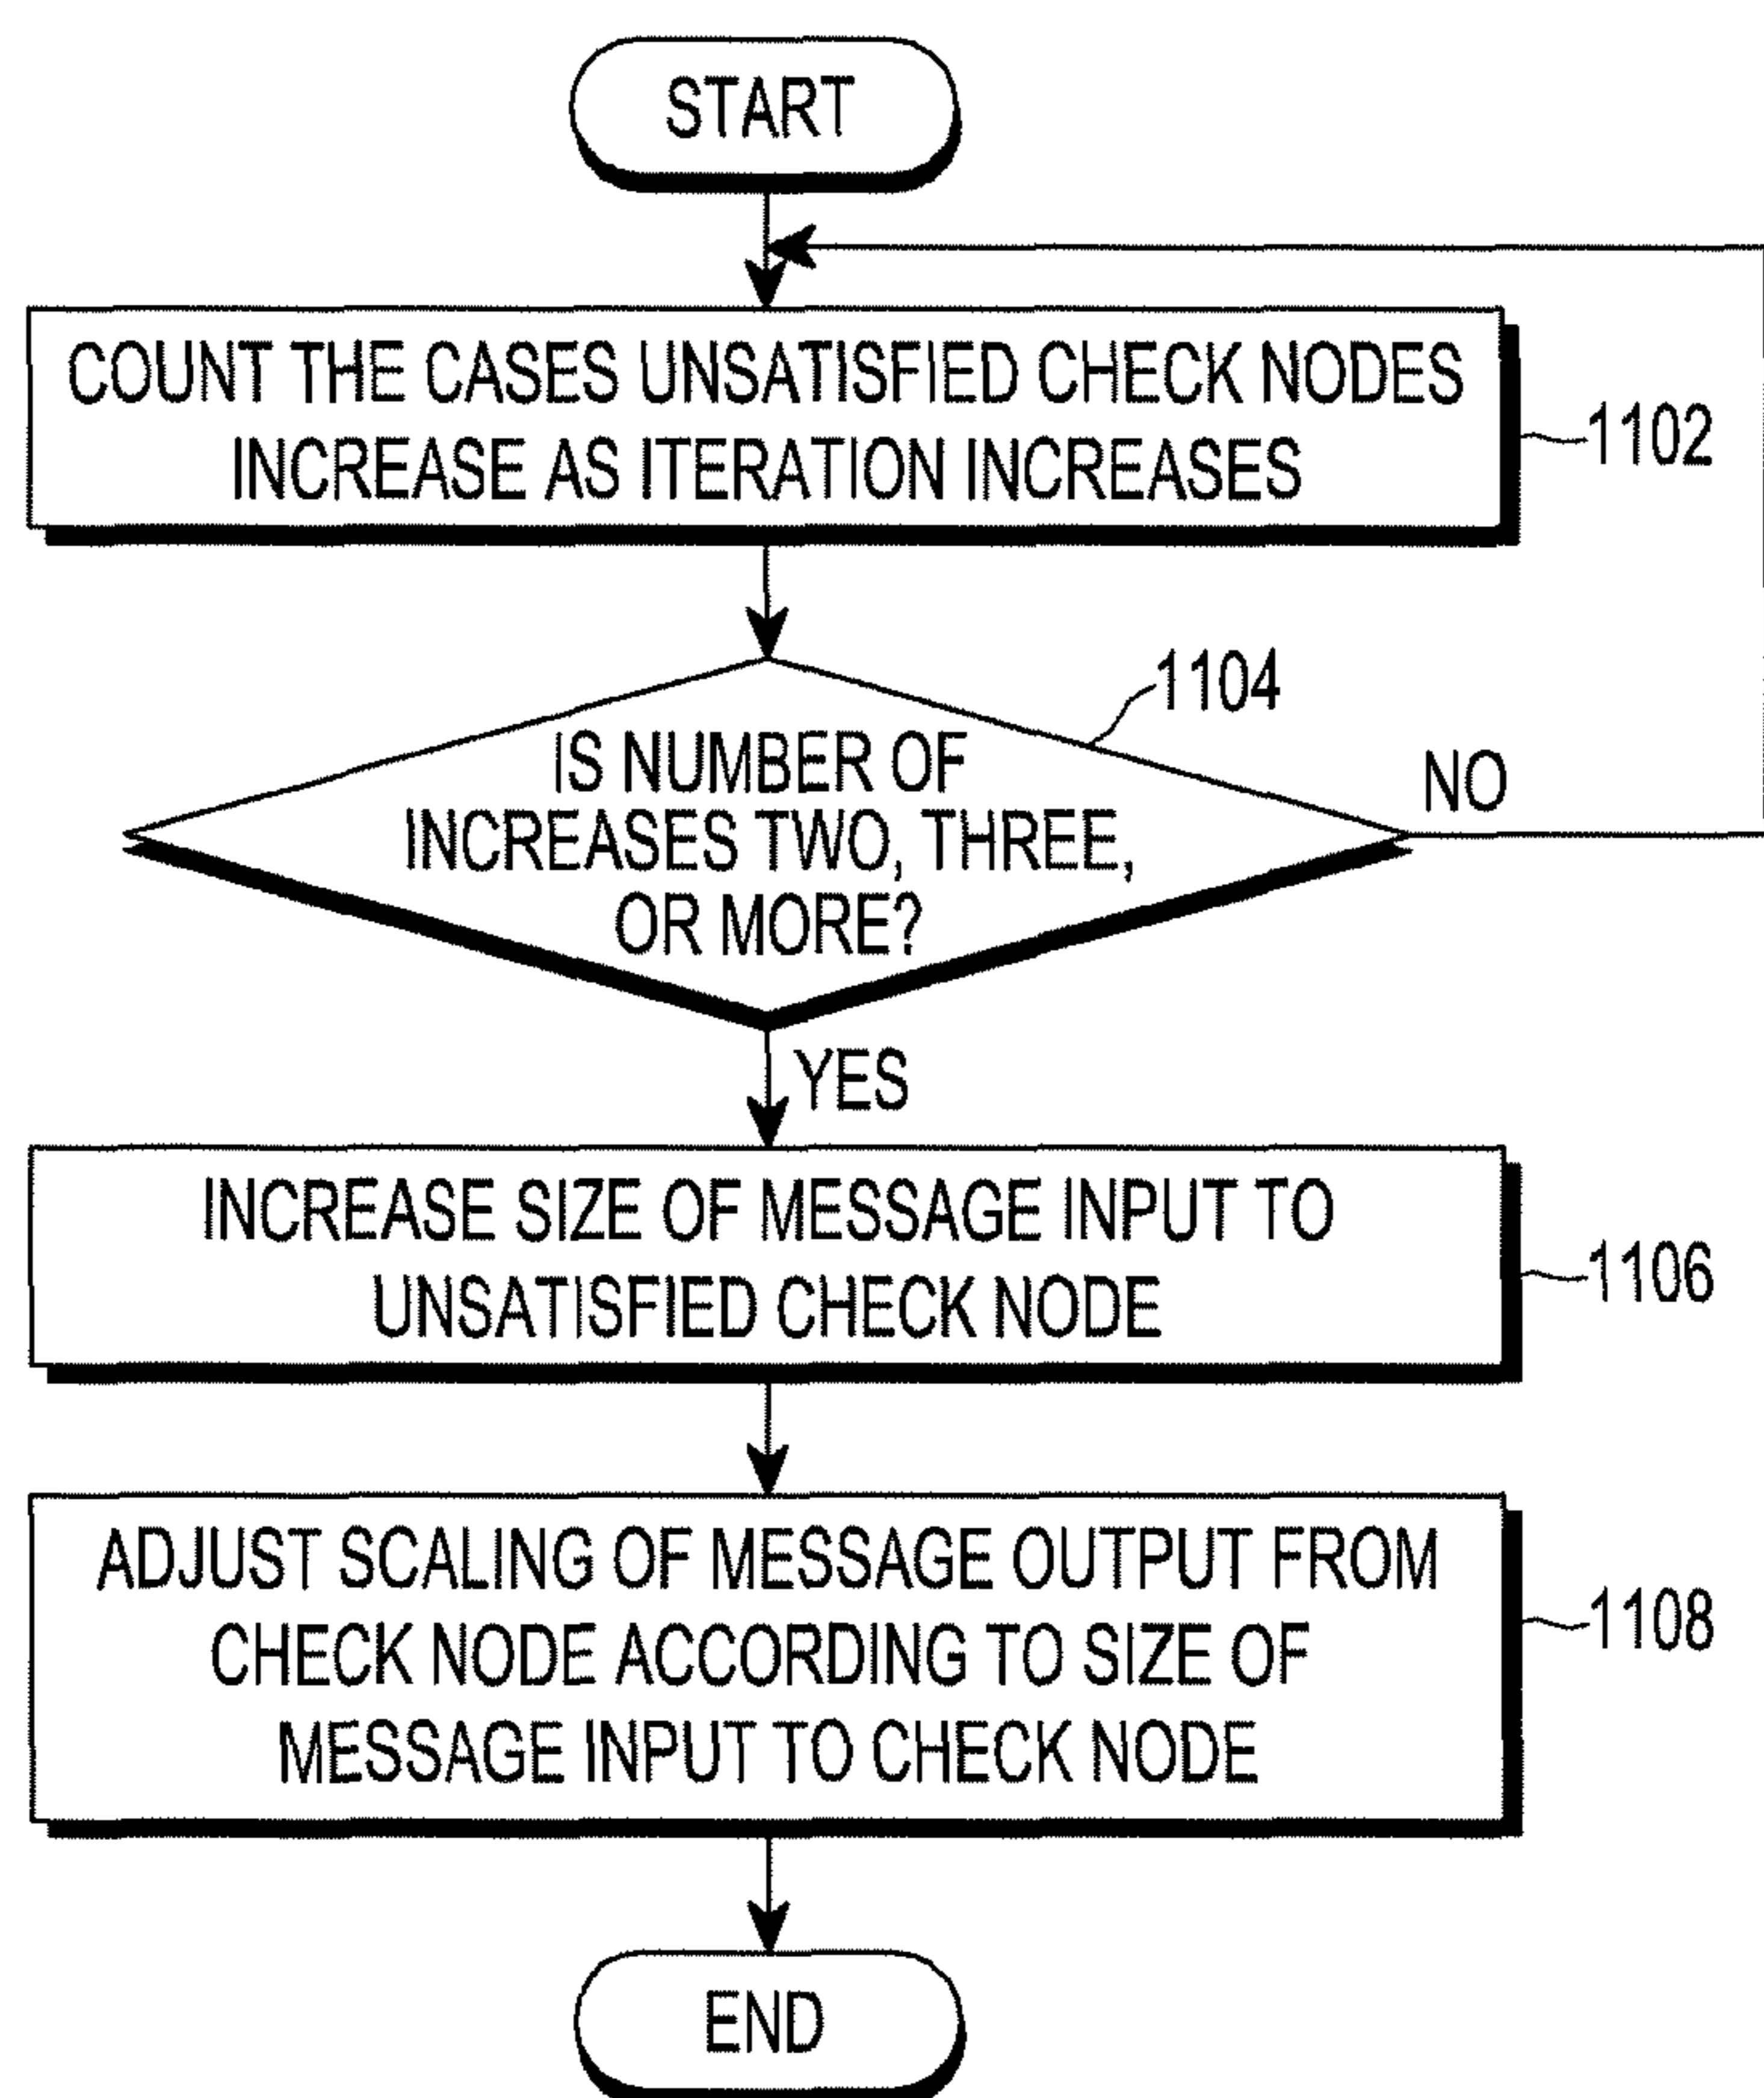 START
COUNT THE CASES UNSATISFIED CHECK NODES
INCREASE AS ITERATION INCREASES
1102
1104
IS NUMBER OF
INCREASES TWO, THREE,
OR MORE?
NO
YES
INCREASE SIZE OF MESSAGE INPUT TO
UNSATISFIED CHECK NODE
1106
ADJUST SCALING OF MESSAGE OUTPUT FROM
CHECK NODE ACCORDING TO SIZE OF
MESSAGE INPUT TO CHECK NODE
1108
END